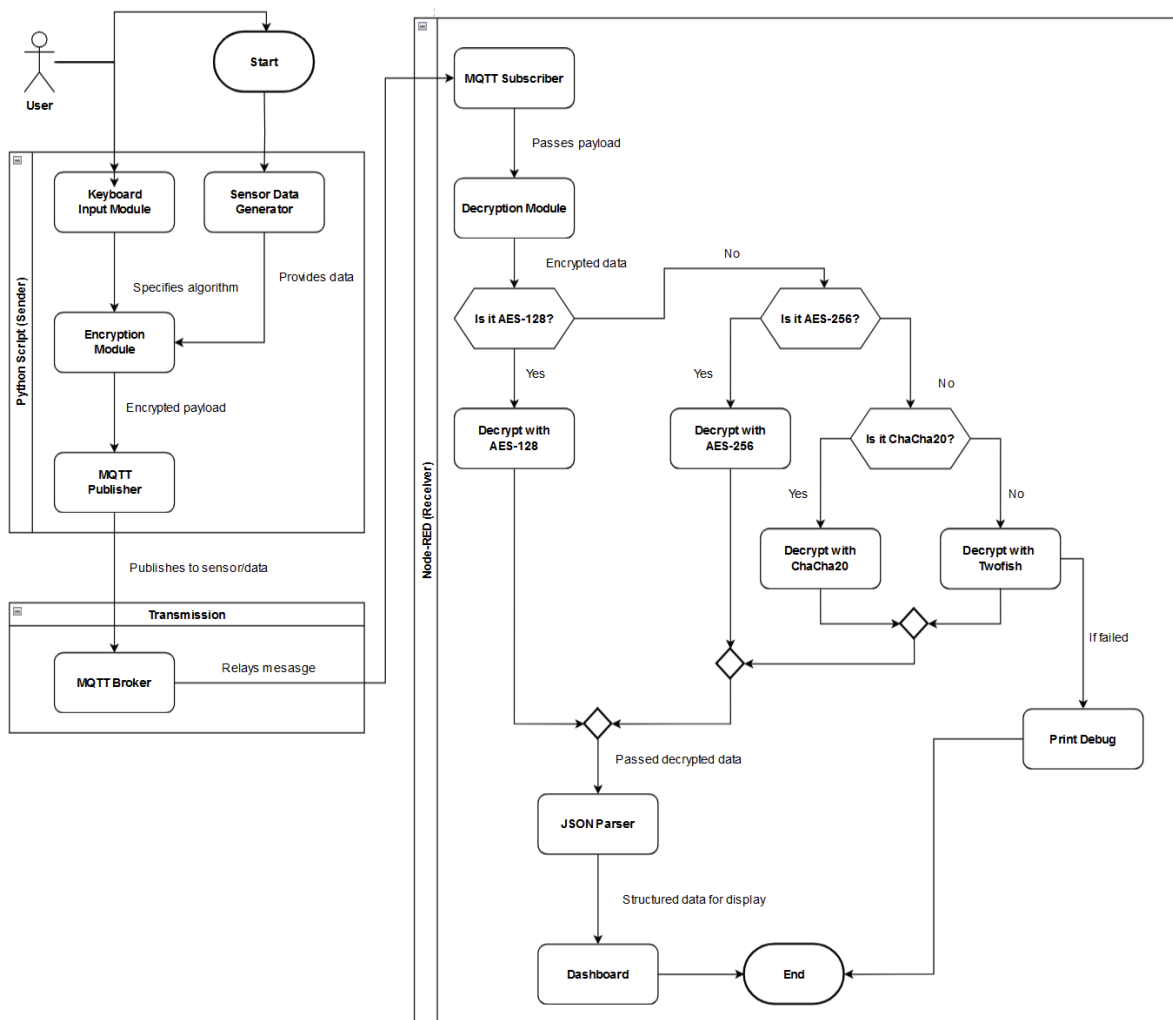 User
Start
Python Script (Sender)
Keyboard
Input Module
Sensor Data
Generator
Specifies algorithm
Provides data
Encryption
Module
Encrypted payload
MQTT
Publisher
Publishes to sensor/data
Transmission
MQTT Broker
Relays mesasge
Node-RED (Receiver)
MQTT Subscriber
Passes payload
Decryption Module
Encrypted data
No
Is it AES-128?
Is it AES-256?
Yes
Yes
No
Decrypt with
AES-128
Decrypt with
AES-256
Is it ChaCha20?
Yes
No
Decrypt with
ChaCha20
Decrypt with
Twofish
If failed
Print Debug
Passed decrypted data
JSON Parser
Structured data for display
Dashboard
End